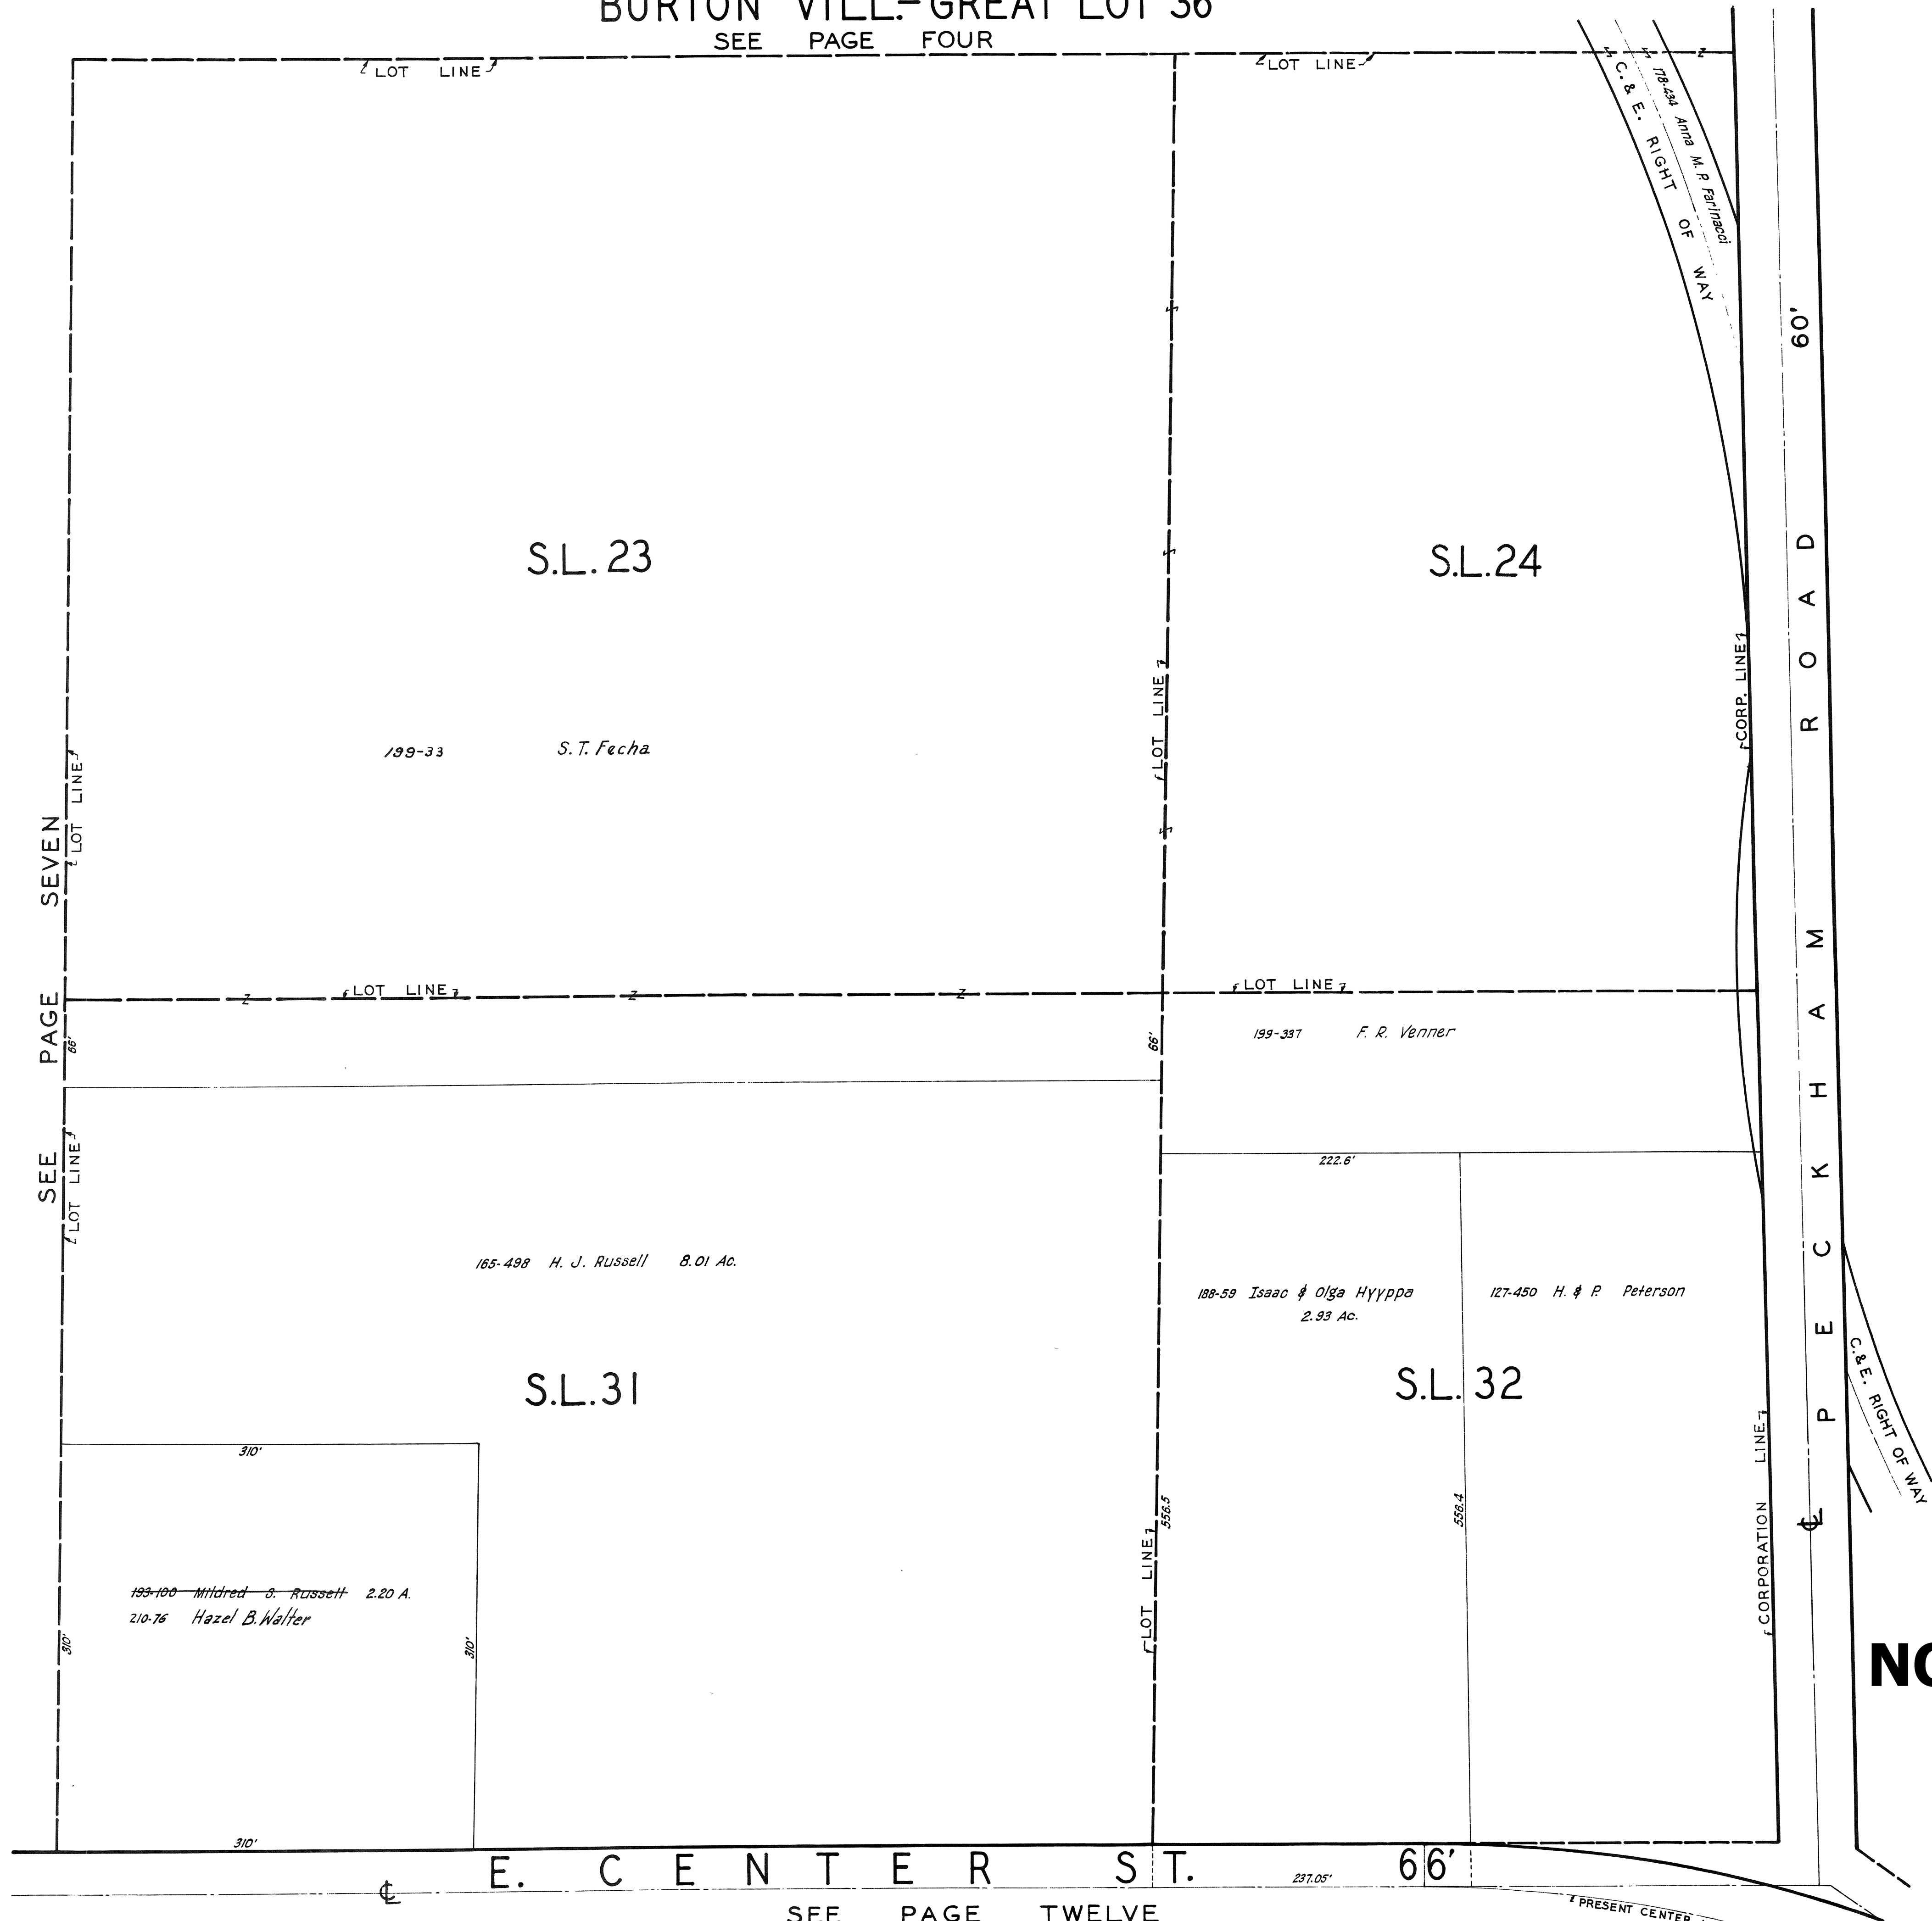 BURTON VILL.-GREAT LOT 36
SEE PAGE FOUR
LOT LINE
LOT LINE
178-434 Anna M. P. Farinacci
C. & E. RIGHT OF WAY
60'
S.L. 23
S.L. 24
LOT LINE
CORP. LINE
199-33 S. T. Fecha
LOT LINE
SEE PAGE SEVEN
LOT LINE
LOT LINE
66'
66'
199-337 F. R. Venner
LOT LINE
222.6'
165-498 H. J. Russell 8.01 Ac.
188-59 Isaac & Olga Hyyppa
2.93 Ac.
127-450 H. & P. Peterson
S.L. 31
S.L. 32
PECKHAM ROAD
C. & E. RIGHT OF WAY
310'
556.5
556.4
CORPORATION LINE
LOT LINE
193-100 Mildred S. Russell 2.20 A.
210-76 Hazel B. Walter
310'
310'
NO
310'
E. CENTER ST. 66'
237.05'
PRESENT CENTER
SEE PAGE TWELVE